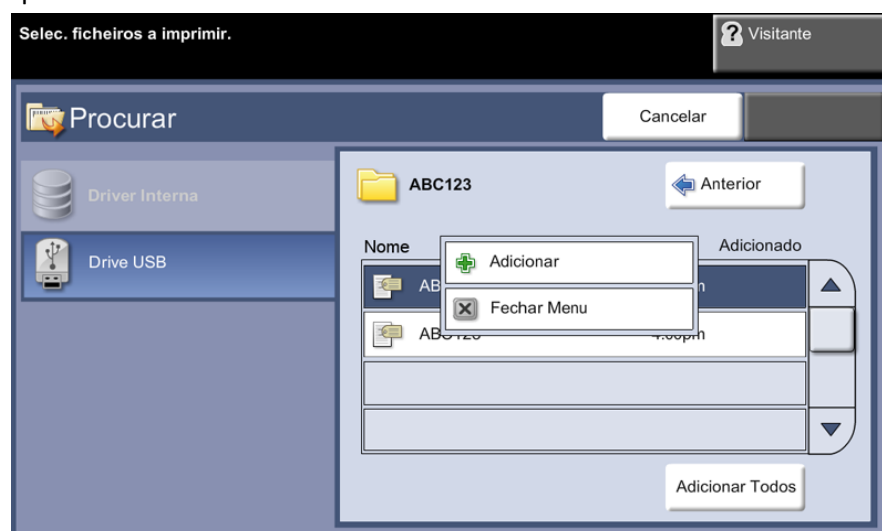 Selec. ficheiros a imprimir.
Visitante
Procurar
Cancelar
Driver Interna
ABC123
Anterior
Drive USB
Nome
Adicionado
Adicionar
Fechar Menu
Adicionar Todos